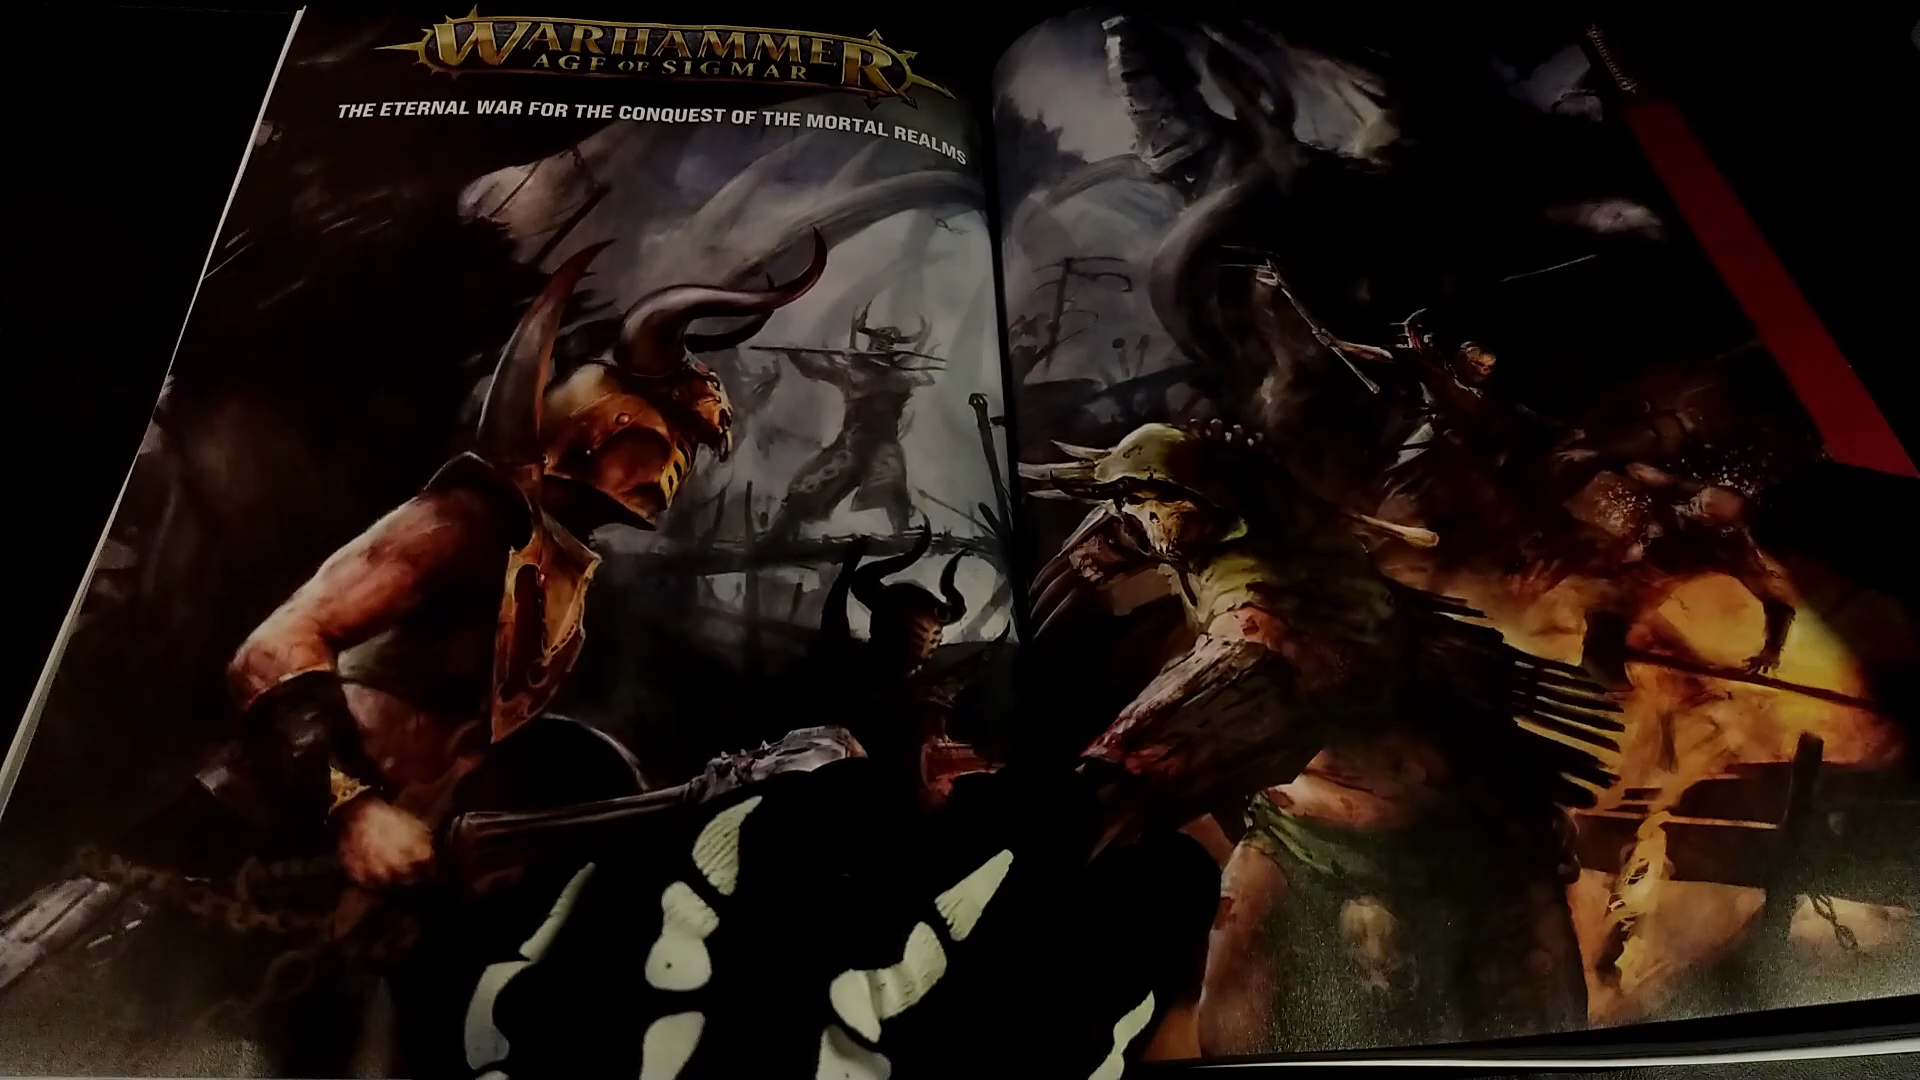 WARHAMMER
AGE OF SIGMAR
THE ETERNAL WAR FOR THE CONQUEST OF THE MORTAL REALMS